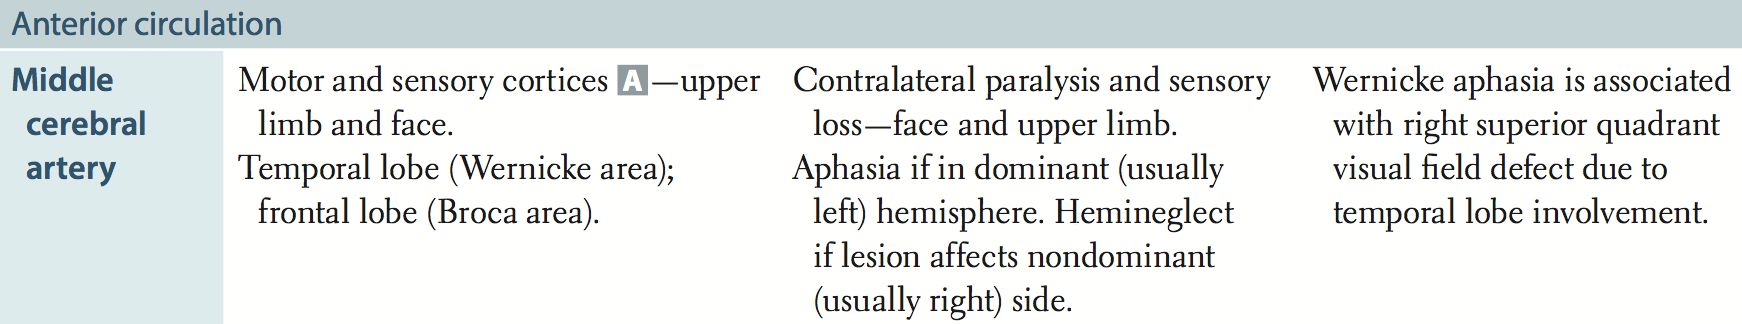 Anterior circulation
Middle
cerebral
artery
Motor and sensory cortices A—upper
limb and face.
Temporal lobe (Wernicke area);
frontal lobe (Broca area).
Contralateral paralysis and sensory
loss—face and upper limb.
Aphasia if in dominant (usually
left) hemisphere. Hemineglect
if lesion affects nondominant
(usually right) side.
Wernicke aphasia is associated
with right superior quadrant
visual field defect due to
temporal lobe involvement.